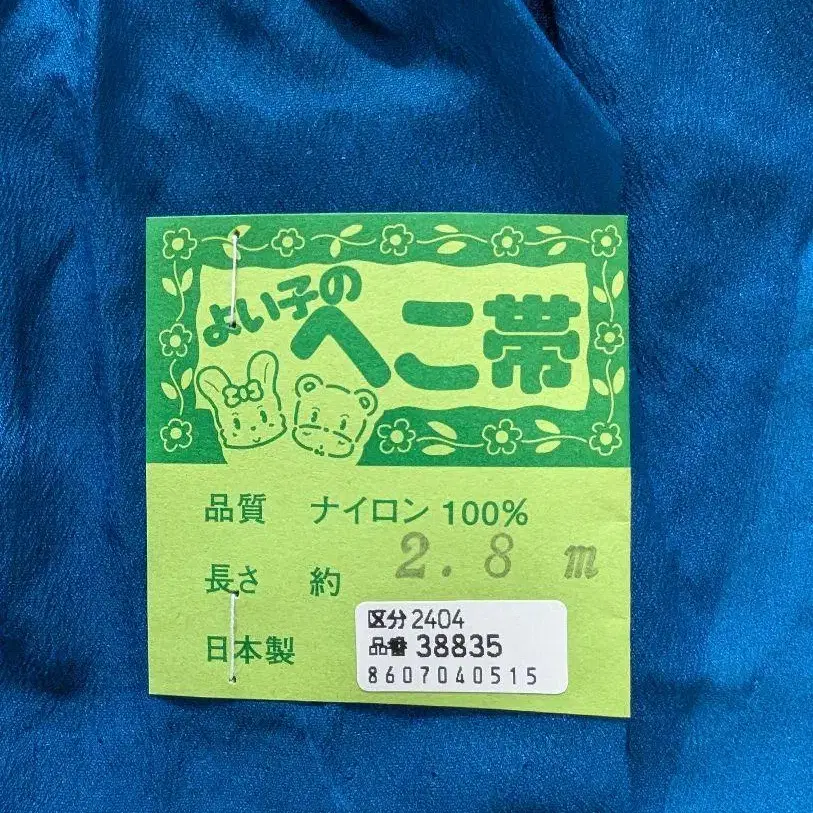 よい子の
へこ帯
品質 ナイロン 100%
長さ 約 2.8 m
日本製
区分 2404
品番 38835
8607040515